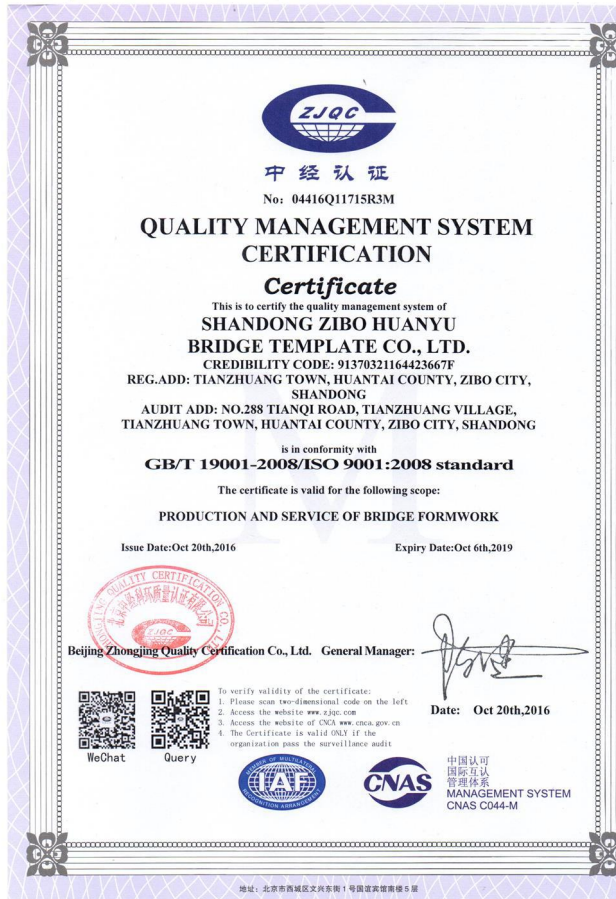 ZJQC
中经认证
No: 04416Q11715R3M
QUALITY MANAGEMENT SYSTEM
CERTIFICATION
Certificate
This is to certify the quality management system of
SHANDONG ZIBO HUANYU
BRIDGE TEMPLATE CO., LTD.
CREDIBILITY CODE: 91370321164423667F
REG.ADD: TIANZHUANG TOWN, HUANTAI COUNTY, ZIBO CITY,
SHANDONG
AUDIT ADD: NO.288 TIANQI ROAD, TIANZHUANG VILLAGE,
TIANZHUANG TOWN, HUANTAI COUNTY, ZIBO CITY, SHANDONG
is in conformity with
GB/T 19001-2008/ISO 9001:2008 standard
The certificate is valid for the following scope:
PRODUCTION AND SERVICE OF BRIDGE FORMWORK
Issue Date:Oct 20th,2016 Expiry Date:Oct 6th,2019
QUALITY CERTIFICATION CO., LTD.
ZJQC
Beijing Zhongjing Quality Certification Co., Ltd. General Manager:
Date: Oct 20th,2016
To verify validity of the certificate:
1. Please scan two-dimensional code on the left
2. Access the website www.zjqc.com
3. Access the website of CNCA www.cnca.gov.cn
4. The Certificate is valid ONLY if the
organization pass the surveillance audit
WeChat Query
MEMBER OF MULTILATERAL
IAF
RECOGNITION ARRANGEMENT
CNAS
中国认可
国际互认
管理体系
MANAGEMENT SYSTEM
CNAS C044-M
地址：北京市西城区文兴东街1号国谊宾馆南楼5层